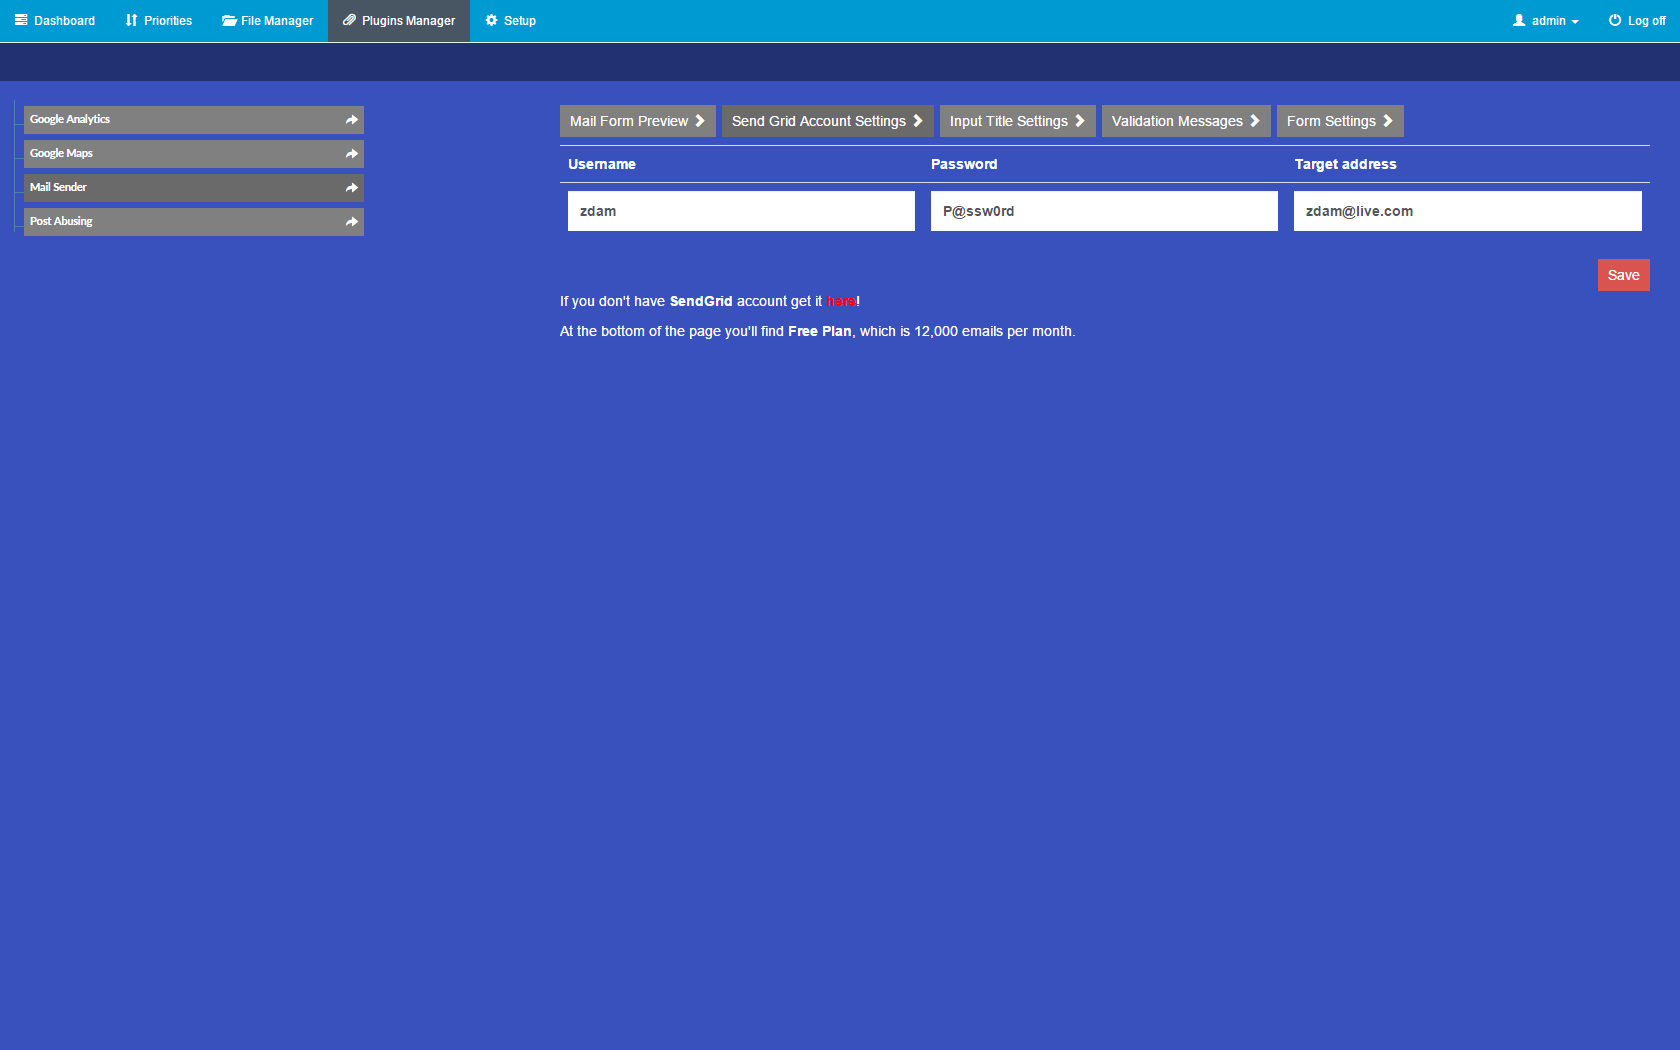 Dashboard Priorities File Manager Plugins Manager Setup admin Log off
Google Analytics
Google Maps
Mail Sender
Post Abusing
Mail Form Preview Send Grid Account Settings Input Title Settings Validation Messages Form Settings
Username Password Target address
zdam P@ssw0rd zdam@live.com
Save
If you don't have SendGrid account get it here!
At the bottom of the page you'll find Free Plan, which is 12,000 emails per month.